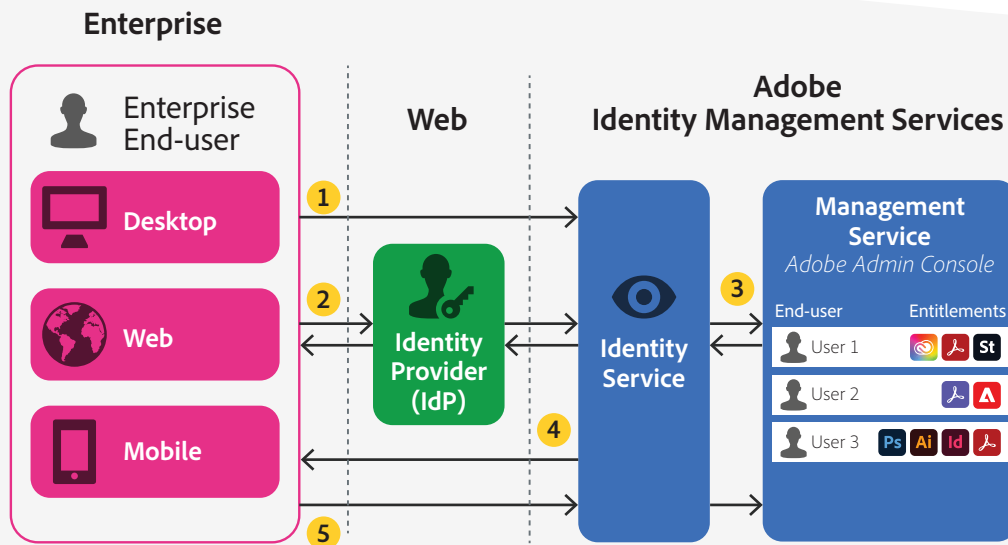 Enterprise
Enterprise
End-user
Desktop
Web
Mobile
Web
Identity
Provider
(IdP)
Adobe
Identity Management Services
Identity
Service
Management
Service
Adobe Admin Console
End-user Entitlements
User 1 St
User 2
User 3 Ps Ai Id
1
2
3
4
5